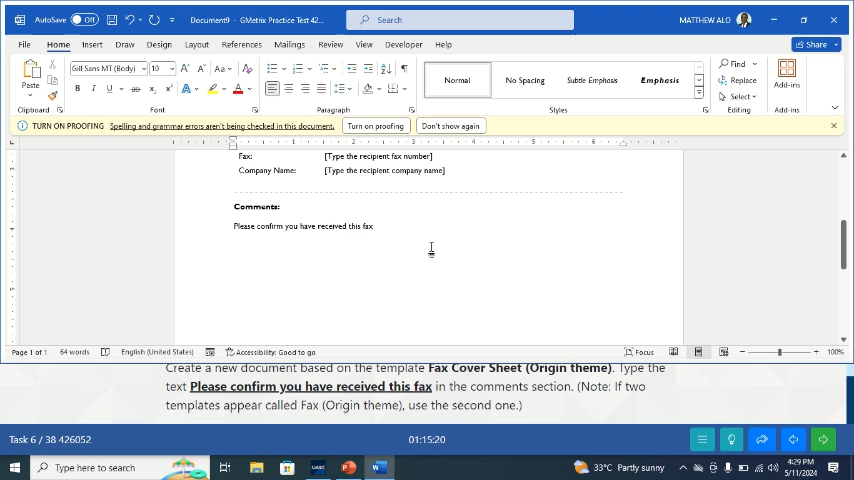 AutoSave Off Document9 - GMetrix Practice Test 42... Search MATTHEW ALO
File Home Insert Draw Design Layout References Mailings Review View Developer Help Share
Paste Gill Sans MT (Body) 10 Aa Normal No Spacing Subtle Emphasis Emphasis Find Replace Select Add-ins
Clipboard Font Paragraph Styles Editing Add-ins
TURN ON PROOFING Spelling and grammar errors aren't being checked in this document. Turn on proofing Don't show again
1 2 3 4 5 6
Fax: [Type the recipient fax number]
Company Name: [Type the recipient company name]
Comments:
Please confirm you have received this fax
Page 1 of 1 64 words English (United States) Accessibility: Good to go Focus 100%
Create a new document based on the template Fax Cover Sheet (Origin theme). Type the
text Please confirm you have received this fax in the comments section. (Note: If two
templates appear called Fax (Origin theme), use the second one.)
Task 6 / 38 426052 01:15:20
Type here to search 33°C Partly sunny 4:29 PM
5/11/2024